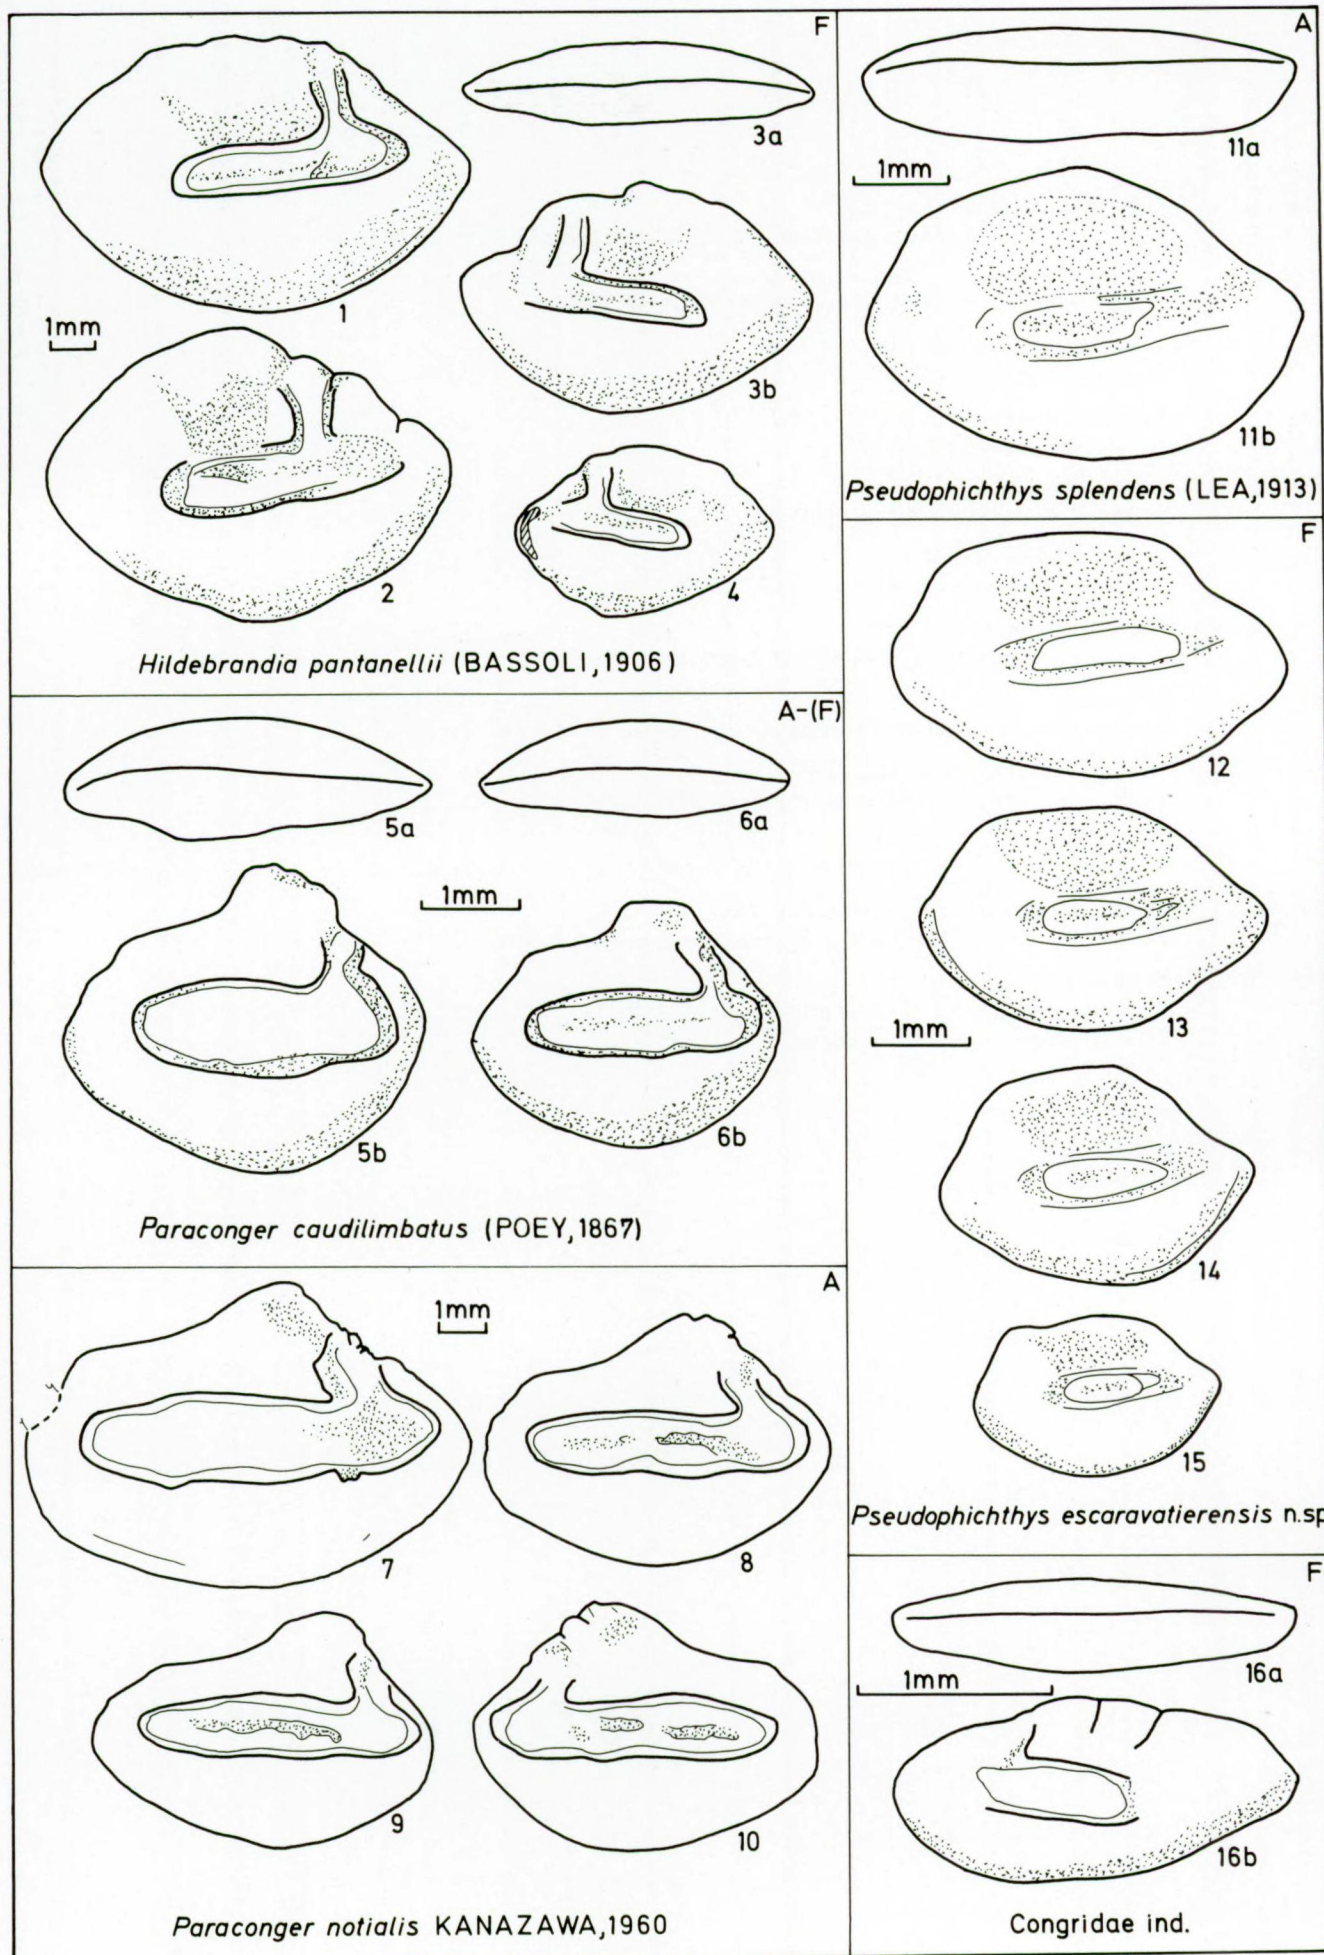 F
3a
1
1mm
3b
2
4
Hildebrandia pantanellii (BASSOLI, 1906)
A-(F)
5a
6a
1mm
5b
6b
Paraconger caudilimbatus (POEY, 1867)
A
1mm
7
8
9
10
Paraconger notialis KANAZAWA, 1960
A
11a
1mm
11b
Pseudophichthys splendens (LEA, 1913)
F
12
13
1mm
14
15
Pseudophichthys escaravatierensis n.sp
F
16a
1mm
16b
Congridae ind.